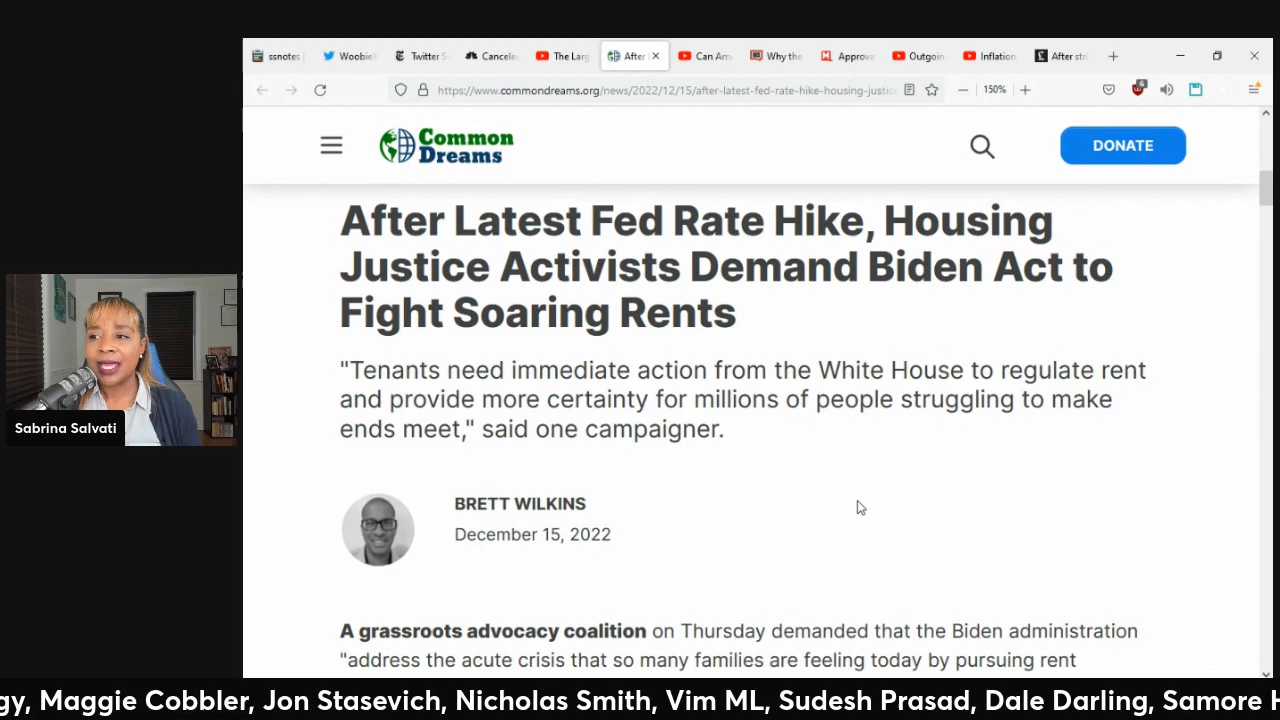 ssnotes
Woobie
Twitter S
Cancele
The Larg
After
Can Am
Why the
Approva
Outgoin
Inflation
After str
https://www.commondreams.org/news/2022/12/15/after-latest-fed-rate-hike-housing-justic
150%
Common
Dreams
DONATE
After Latest Fed Rate Hike, Housing
Justice Activists Demand Biden Act to
Fight Soaring Rents
"Tenants need immediate action from the White House to regulate rent
and provide more certainty for millions of people struggling to make
ends meet," said one campaigner.
BRETT WILKINS
December 15, 2022
A grassroots advocacy coalition on Thursday demanded that the Biden administration
"address the acute crisis that so many families are feeling today by pursuing rent
Sabrina Salvati
gy, Maggie Cobbler, Jon Stasevich, Nicholas Smith, Vim ML, Sudesh Prasad, Dale Darling, Samore